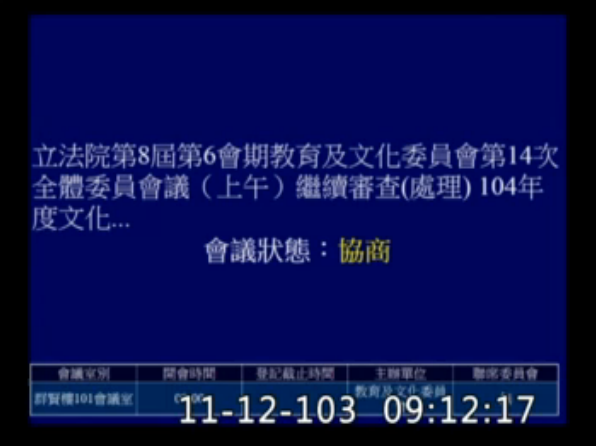 立法院第8屆第6會期教育及文化委員會第14次
全體委員會議（上午）繼續審查(處理) 104年
度文化...
會議狀態：協商
會議室別 開會時間 登記截止時間 主辦單位 聯席委員會
群賢樓101會議室 教育及文化委員
11-12-103 09:12:17